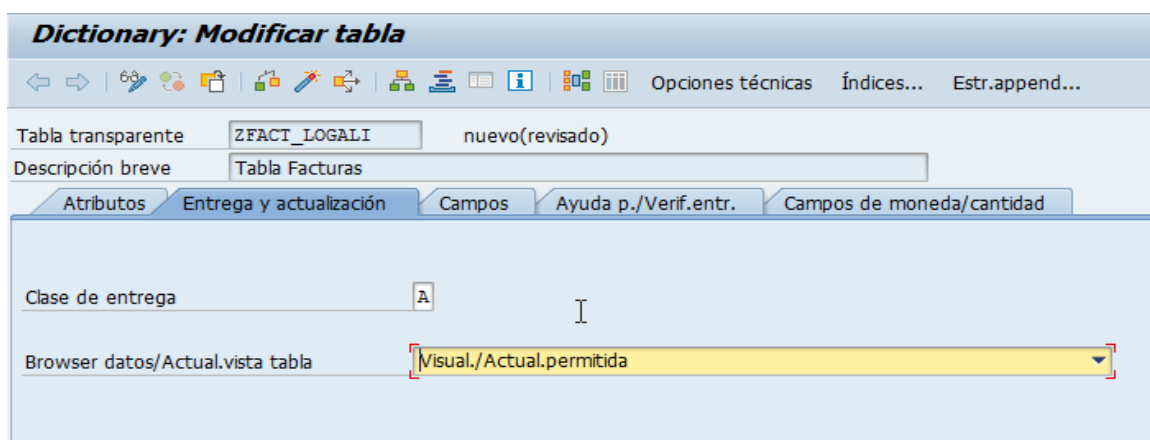 Dictionary: Modificar tabla
Opciones técnicas Índices... Estr.append...
Tabla transparente ZFACT_LOGALI nuevo(revisado)
Descripción breve Tabla Facturas
Atributos Entrega y actualización Campos Ayuda p./Verif.entr. Campos de moneda/cantidad
Clase de entrega A
Browser datos/Actual.vista tabla Visual./Actual.permitida